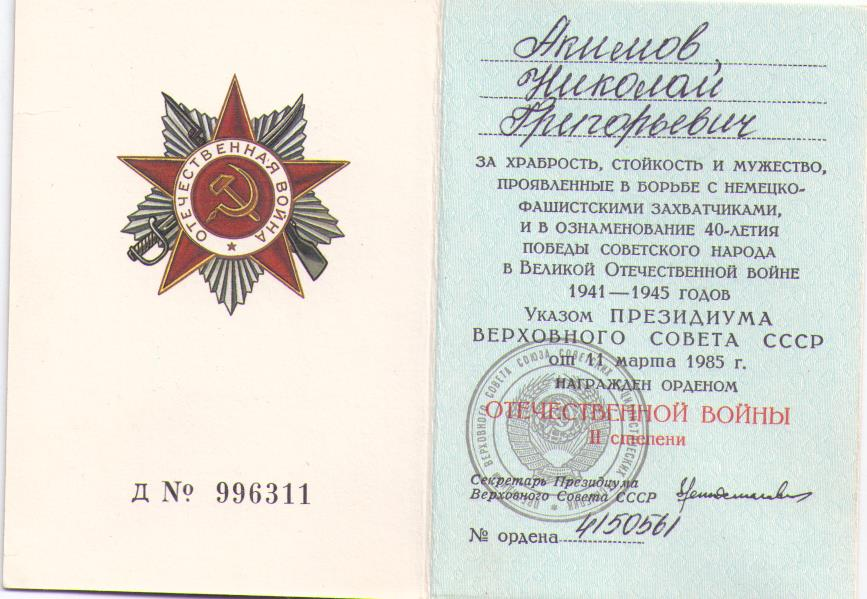 ОТЕЧЕСТВЕННАЯ ВОЙНА
Д № 996311
Акимов,
Николай
Григорьевич
ЗА ХРАБРОСТЬ, СТОЙКОСТЬ И МУЖЕСТВО,
ПРОЯВЛЕННЫЕ В БОРЬБЕ С НЕМЕЦКО-
ФАШИСТСКИМИ ЗАХВАТЧИКАМИ,
И В ОЗНАМЕНОВАНИЕ 40-ЛЕТИЯ
ПОБЕДЫ СОВЕТСКОГО НАРОДА
В ВЕЛИКОЙ ОТЕЧЕСТВЕННОЙ ВОЙНЕ
1941—1945 ГОДОВ
УКАЗОМ ПРЕЗИДИУМА
ВЕРХОВНОГО СОВЕТА СССР
от 11 марта 1985 г.
НАГРАЖДЕН ОРДЕНОМ
ОТЕЧЕСТВЕННОЙ ВОЙНЫ
II степени
Секретарь Президиума
Верховного Совета СССР
№ ордена 4150561